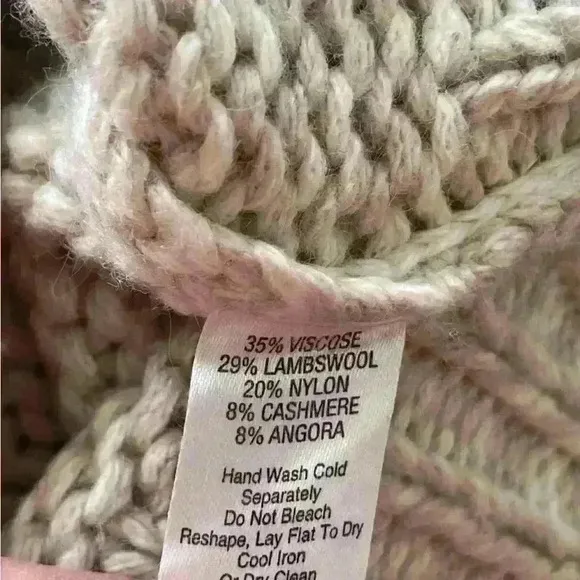 35% VISCOSE
29% LAMBSWOOL
20% NYLON
8% CASHMERE
8% ANGORA
Hand Wash Cold
Separately
Do Not Bleach
Reshape, Lay Flat To Dry
Cool Iron
Or Dry Clean